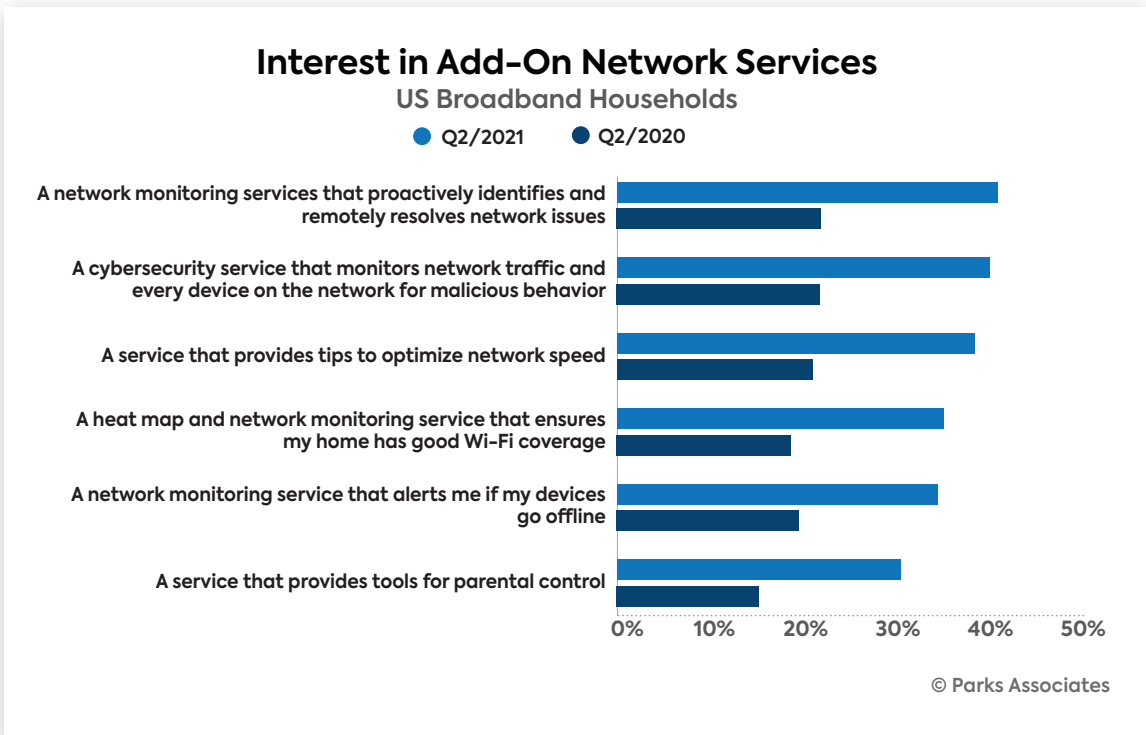 Interest in Add-On Network Services
US Broadband Households
Q2/2021 Q2/2020
A network monitoring services that proactively identifies and
remotely resolves network issues
A cybersecurity service that monitors network traffic and
every device on the network for malicious behavior
A service that provides tips to optimize network speed
A heat map and network monitoring service that ensures
my home has good Wi-Fi coverage
A network monitoring service that alerts me if my devices
go offline
A service that provides tools for parental control
0% 10% 20% 30% 40% 50%
© Parks Associates